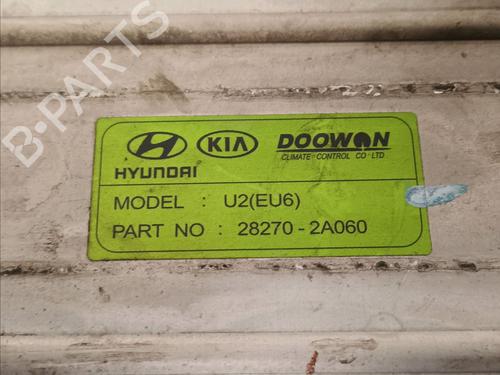 B-PARTS
HYUNDAI KIA DOOWON
CLIMATE CONTROL CO LTD
MODEL : U2(EU6)
PART NO : 28270-2A060